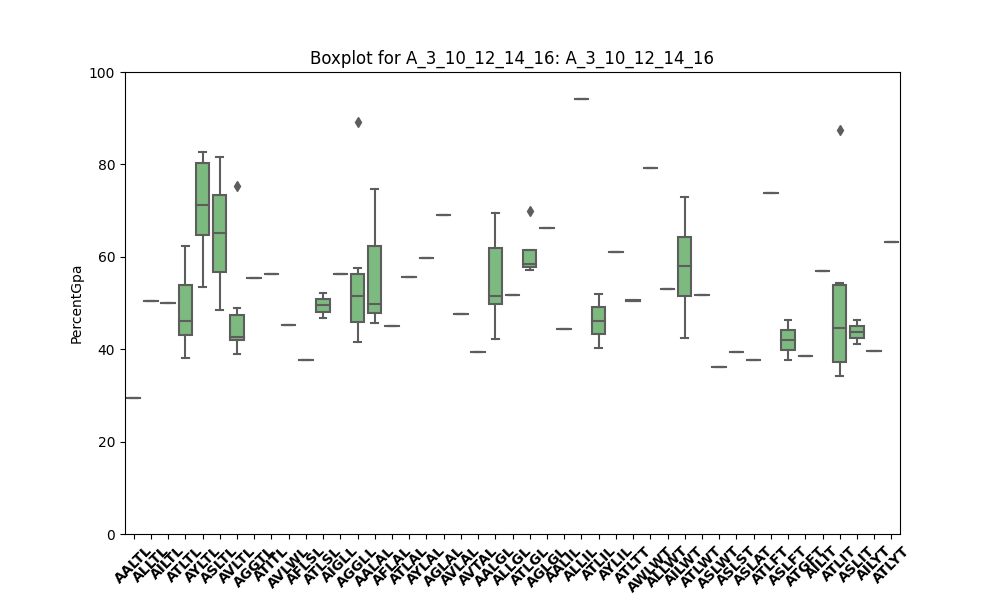 Boxplot for A_3_10_12_14_16: A_3_10_12_14_16
100
80
60
40
20
0
PercentGpa
AALTL
ALLTL
AILTL
ATLTL
AYLTL
ASLTL
AVLTL
AGGTL
ATITL
AVLWL
AFLSL
ATLSL
AIGLL
AGGLL
AALAL
AFLAL
ATLAL
AYLAL
AGLAL
AVLAL
AVTAL
AALGL
ALLGL
ATLGL
AGLGL
AALIL
ALLIL
ATLIL
AYLIL
ATLTT
AWLWT
ALLWT
AILWT
ATLWT
ASLWT
ASLST
ASLAT
ATLFT
ASLFT
ATGFT
AILIT
ATLIT
ASLIT
AILYT
ATLYT